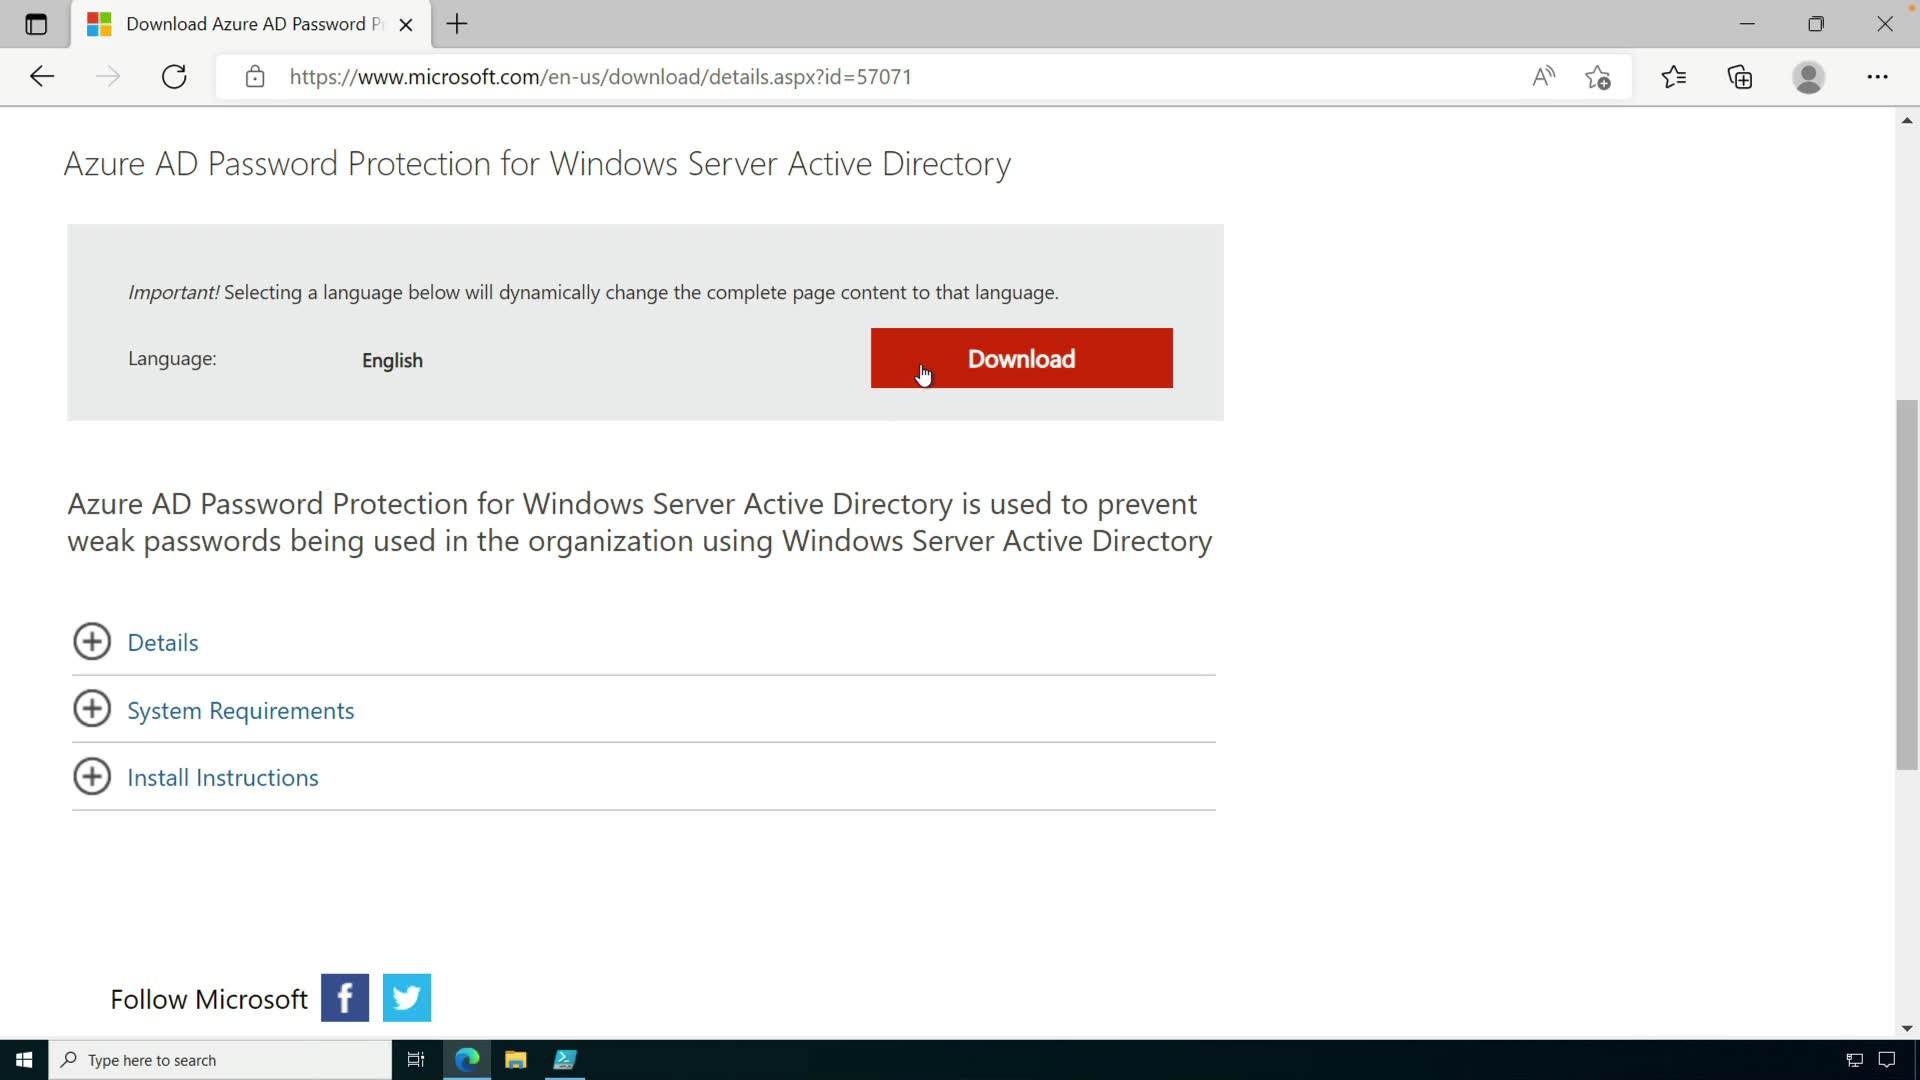 Download Azure AD Password P
https://www.microsoft.com/en-us/download/details.aspx?id=57071
Azure AD Password Protection for Windows Server Active Directory
Important! Selecting a language below will dynamically change the complete page content to that language.
Language:
English
Download
Azure AD Password Protection for Windows Server Active Directory is used to prevent
weak passwords being used in the organization using Windows Server Active Directory
Details
System Requirements
Install Instructions
Follow Microsoft
Type here to search